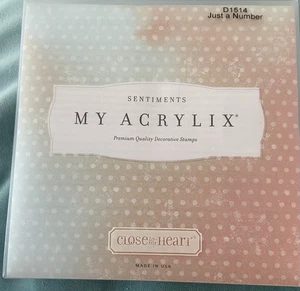 D1514
Just a Number
SENTIMENTS
MY ACRYLIX®
Premium Quality Decorative Stamps
CLOSE TO MY HEART®
MADE IN USA